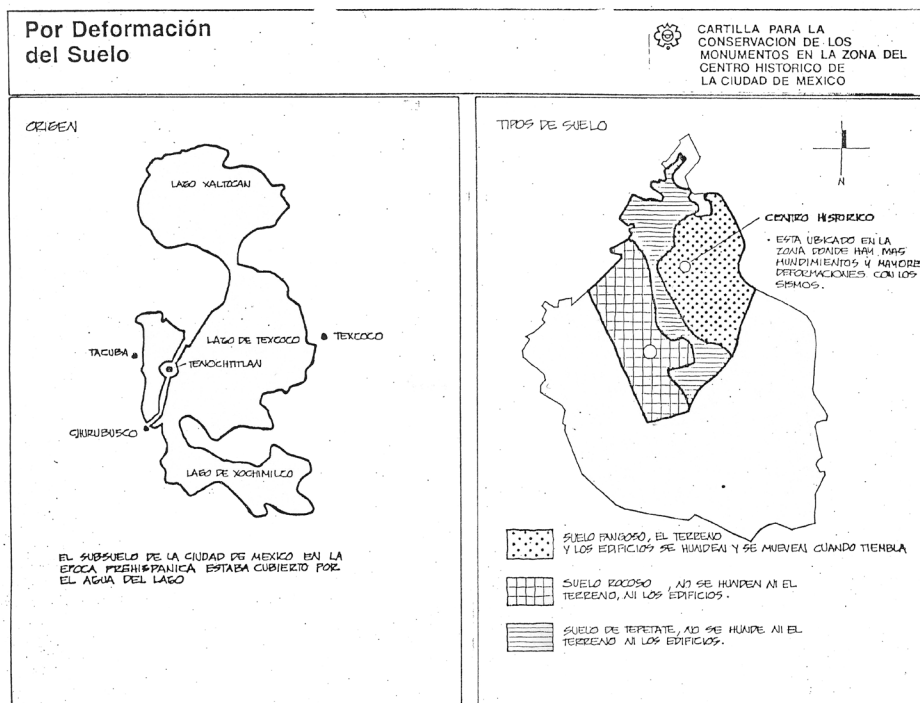 Por Deformación
del Suelo
CARTILLA PARA LA
CONSERVACION DE LOS
MONUMENTOS EN LA ZONA DEL
CENTRO HISTORICO DE
LA CIUDAD DE MEXICO
ORIGEN
LAGO XALTOCAN
LAGO DE TEXCOCO
TEXCOCO
TACUBA
TENOCHTITLAN
CHURUBUSCO
LAGO DE XOCHIMILCO
EL SUBSUELO DE LA CIUDAD DE MEXICO EN LA
EPOCA PREHISPANICA ESTABA CUBIERTO POR
EL AGUA DEL LAGO
TIPOS DE SUELO
N
CENTRO HISTORICO
• ESTA UBICADO EN LA
ZONA DONDE HAY MAS
HUNDIMIENTOS Y MAYORES
DEFORMACIONES CON LOS
SISMOS.
SUELO FANGOSO, EL TERRENO
Y LOS EDIFICIOS SE HUNDEN Y SE MUEVEN CUANDO TIEMBLA
SUELO ROCOSO, NO SE HUNDEN NI EL
TERRENO, NI LOS EDIFICIOS.
SUELO DE TEPETATE, NO SE HUNDE NI EL
TERRENO NI LOS EDIFICIOS.